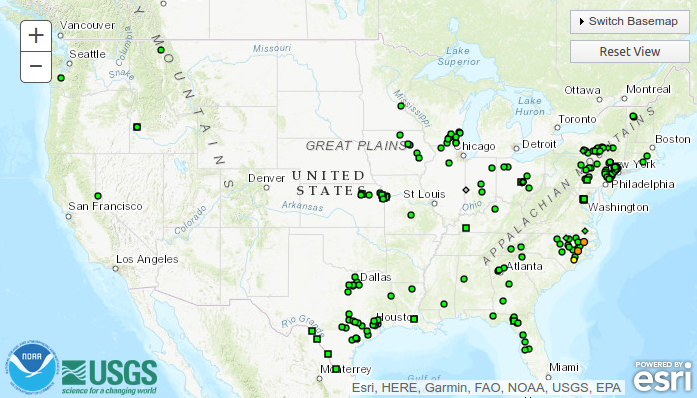 Vancouver
Seattle
Columbia
Snake
Missouri
Lake
Superior
Lake
Huron
Ottawa
Montreal
Toronto
Boston
Switch Basemap
Reset View
+
−
Y MOUNTAINS
Mississippi
GREAT PLAINS
Chicago
Detroit
New York
Philadelphia
Washington
APPALACHIAN MOUNTAINS
UNITED
STATES
Denver
Arkansas
St Louis
Ohio
San Francisco
Colorado
Los Angeles
Dallas
Atlanta
Houston
Rio Grande
Monterrey
Miami
Gulf of
NOAA
USGS
science for a changing world
Esri, HERE, Garmin, FAO, NOAA, USGS, EPA
POWERED BY
esri